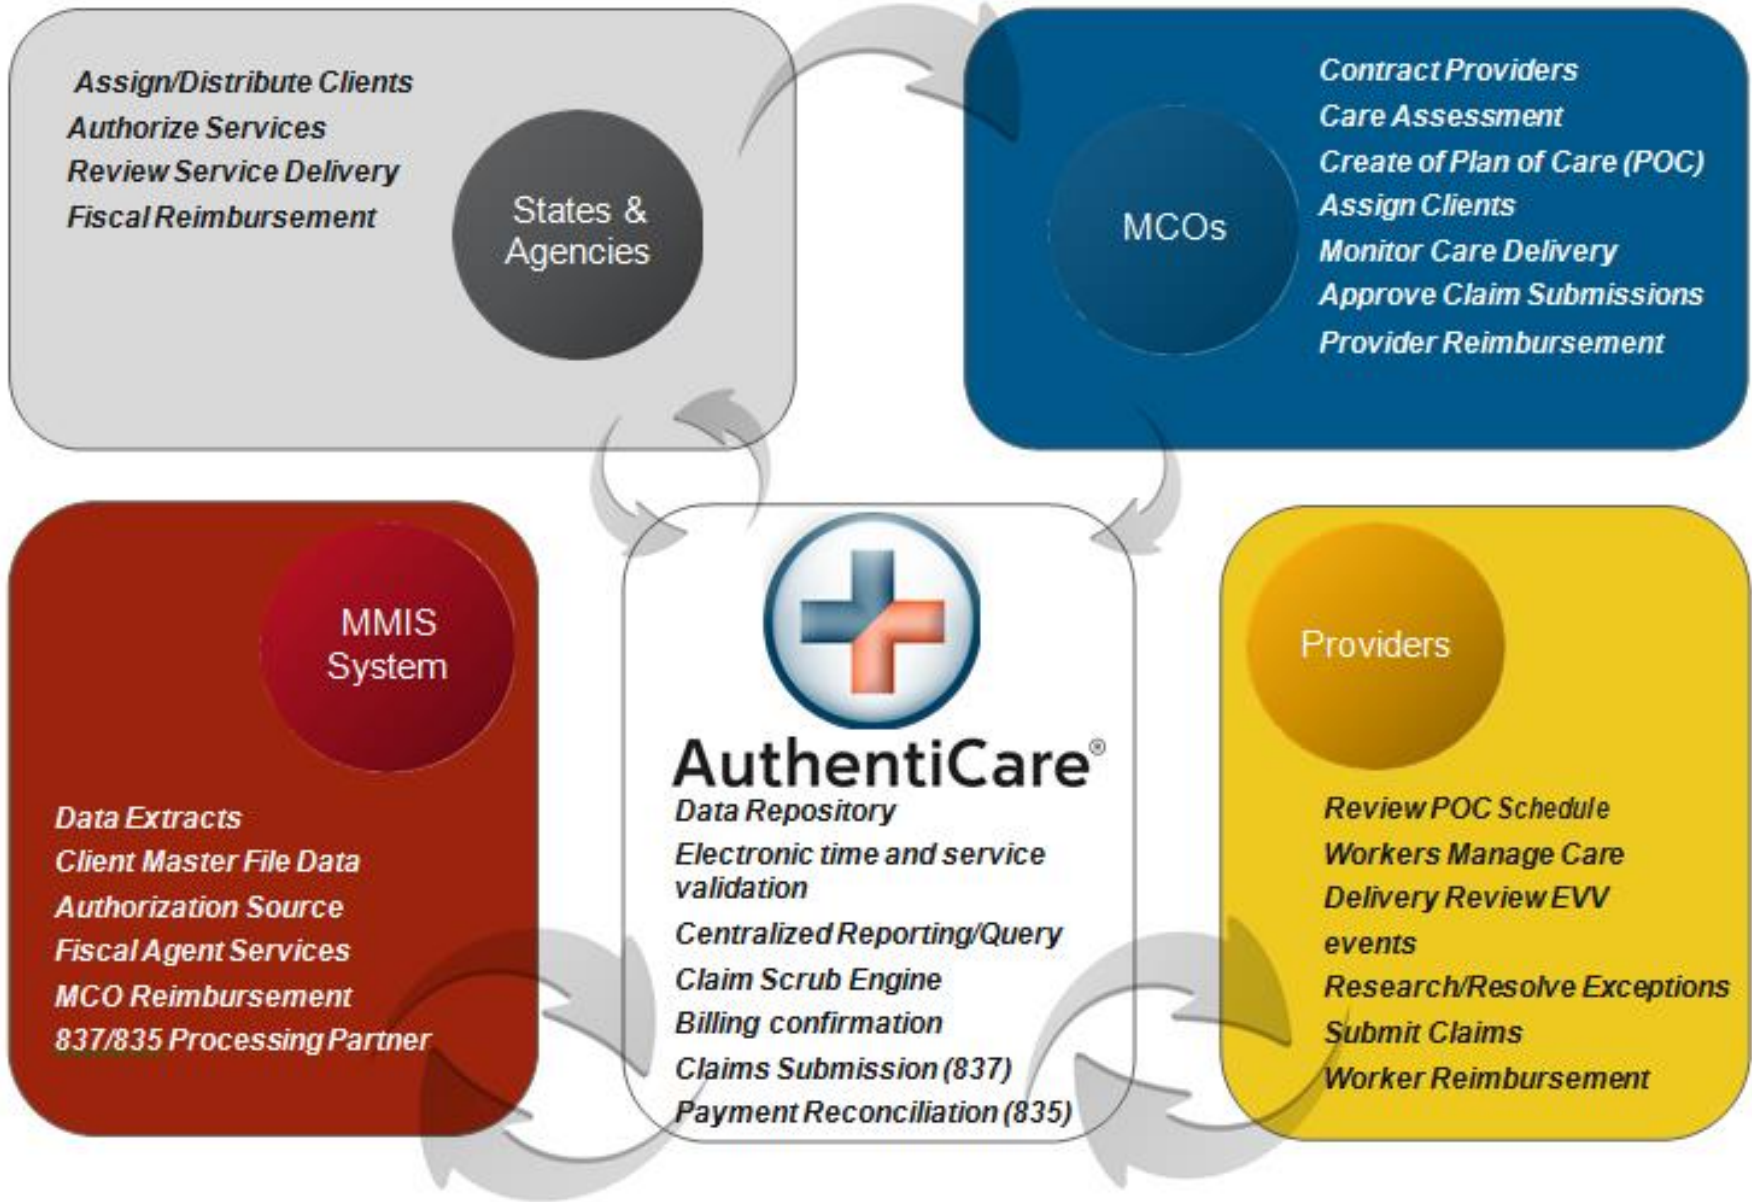 Assign/Distribute Clients
Authorize Services
Review Service Delivery
Fiscal Reimbursement
States &
Agencies
Contract Providers
Care Assessment
Create of Plan of Care (POC)
Assign Clients
Monitor Care Delivery
Approve Claim Submissions
Provider Reimbursement
MCOs
MMIS
System
Data Extracts
Client Master File Data
Authorization Source
Fiscal Agent Services
MCO Reimbursement
837/835 Processing Partner
AuthentiCare®
Data Repository
Electronic time and service
validation
Centralized Reporting/Query
Claim Scrub Engine
Billing confirmation
Claims Submission (837)
Payment Reconciliation (835)
Providers
Review POC Schedule
Workers Manage Care
Delivery Review EVV
events
Research/Resolve Exceptions
Submit Claims
Worker Reimbursement